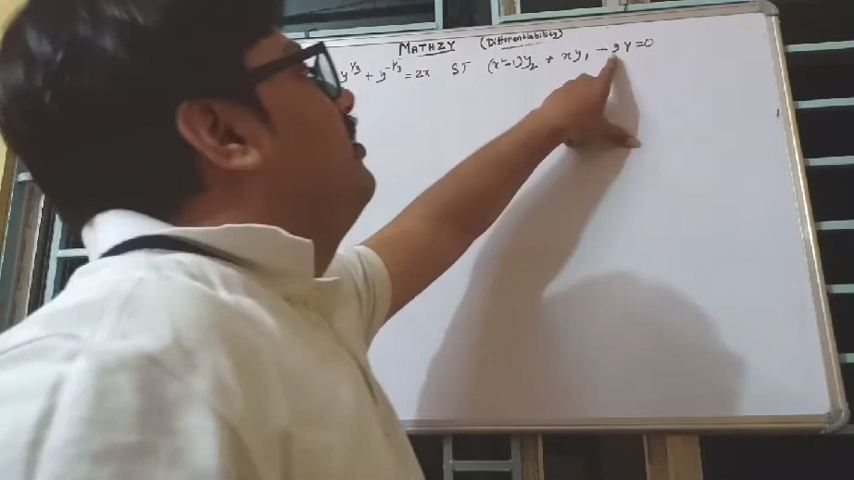 MATHZY (Differentiability)
y^{1/3} + y^{-1/3} = 2x ST (x²-1)y₂ + xy₁ - 9y = 0